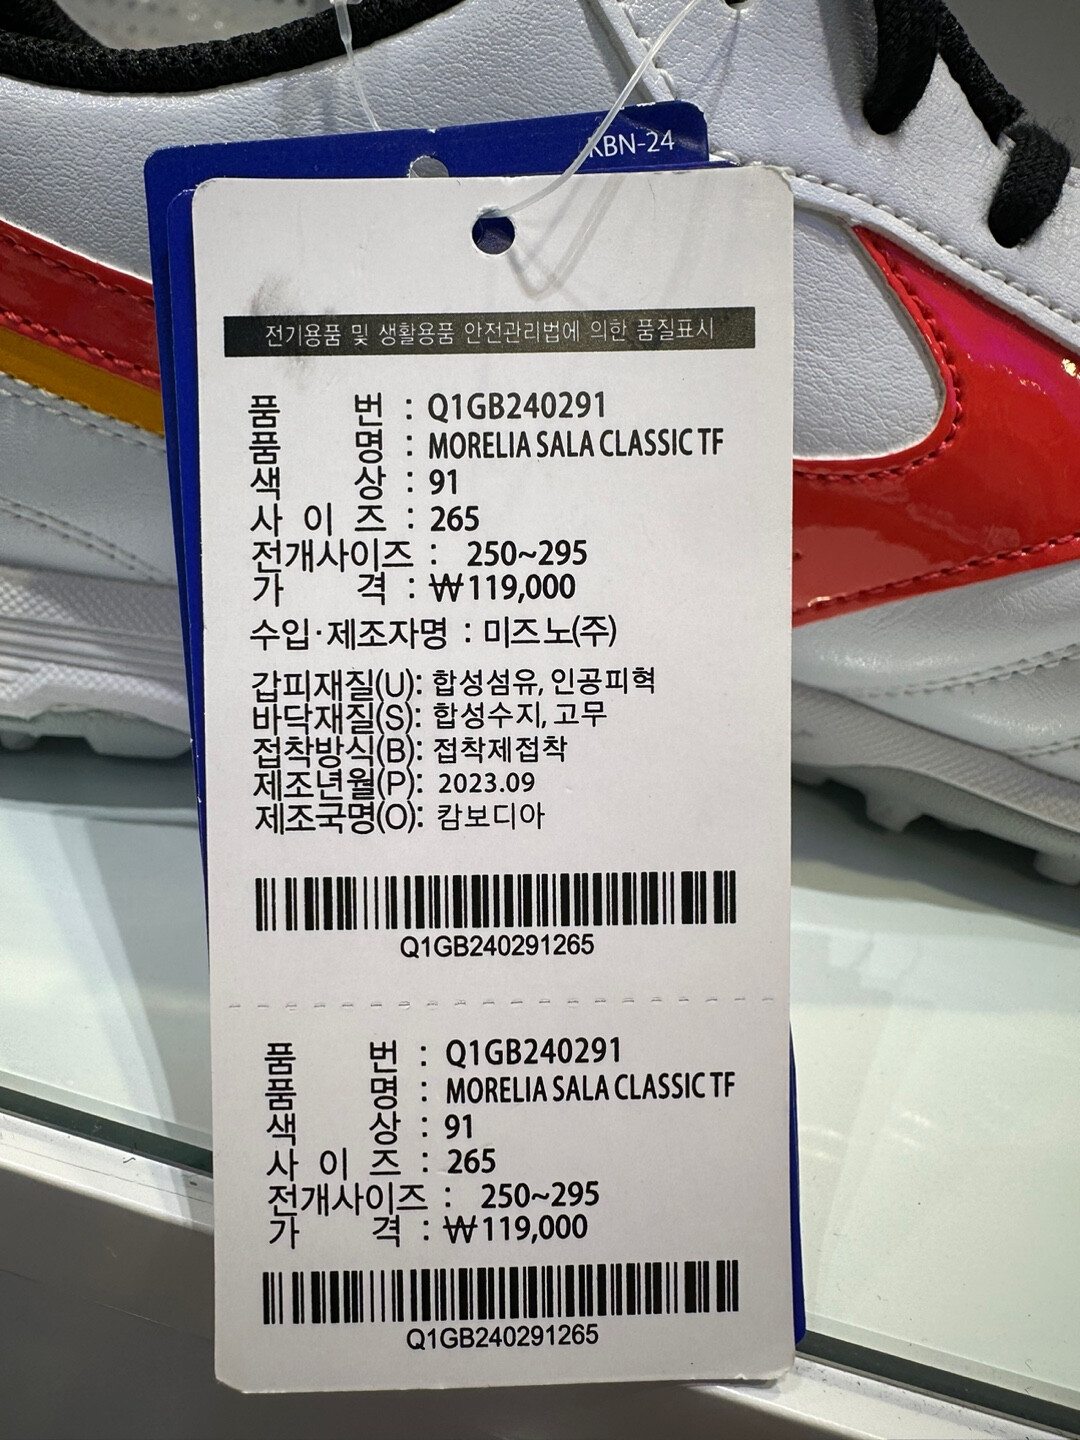 KBN-24
전기용품 및 생활용품 안전관리법에 의한 품질표시
품 번 : Q1GB240291
품 명 : MORELIA SALA CLASSIC TF
색 상 : 91
사 이 즈 : 265
전개사이즈 : 250~295
가 격 : ₩119,000
수입·제조자명 : 미즈노(주)
갑피재질(U): 합성섬유, 인공피혁
바닥재질(S): 합성수지, 고무
접착방식(B): 접착제접착
제조년월(P): 2023.09
제조국명(O): 캄보디아
Q1GB240291265
품 번 : Q1GB240291
품 명 : MORELIA SALA CLASSIC TF
색 상 : 91
사 이 즈 : 265
전개사이즈 : 250~295
가 격 : ₩119,000
Q1GB240291265